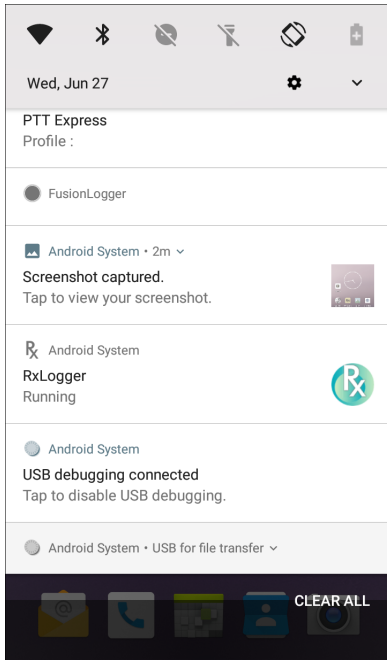 Wed, Jun 27
PTT Express
Profile :
FusionLogger
Android System • 2m
Screenshot captured.
Tap to view your screenshot.
Rx Android System
RxLogger
Running
Rx
Android System
USB debugging connected
Tap to disable USB debugging.
Android System • USB for file transfer
CLEAR ALL